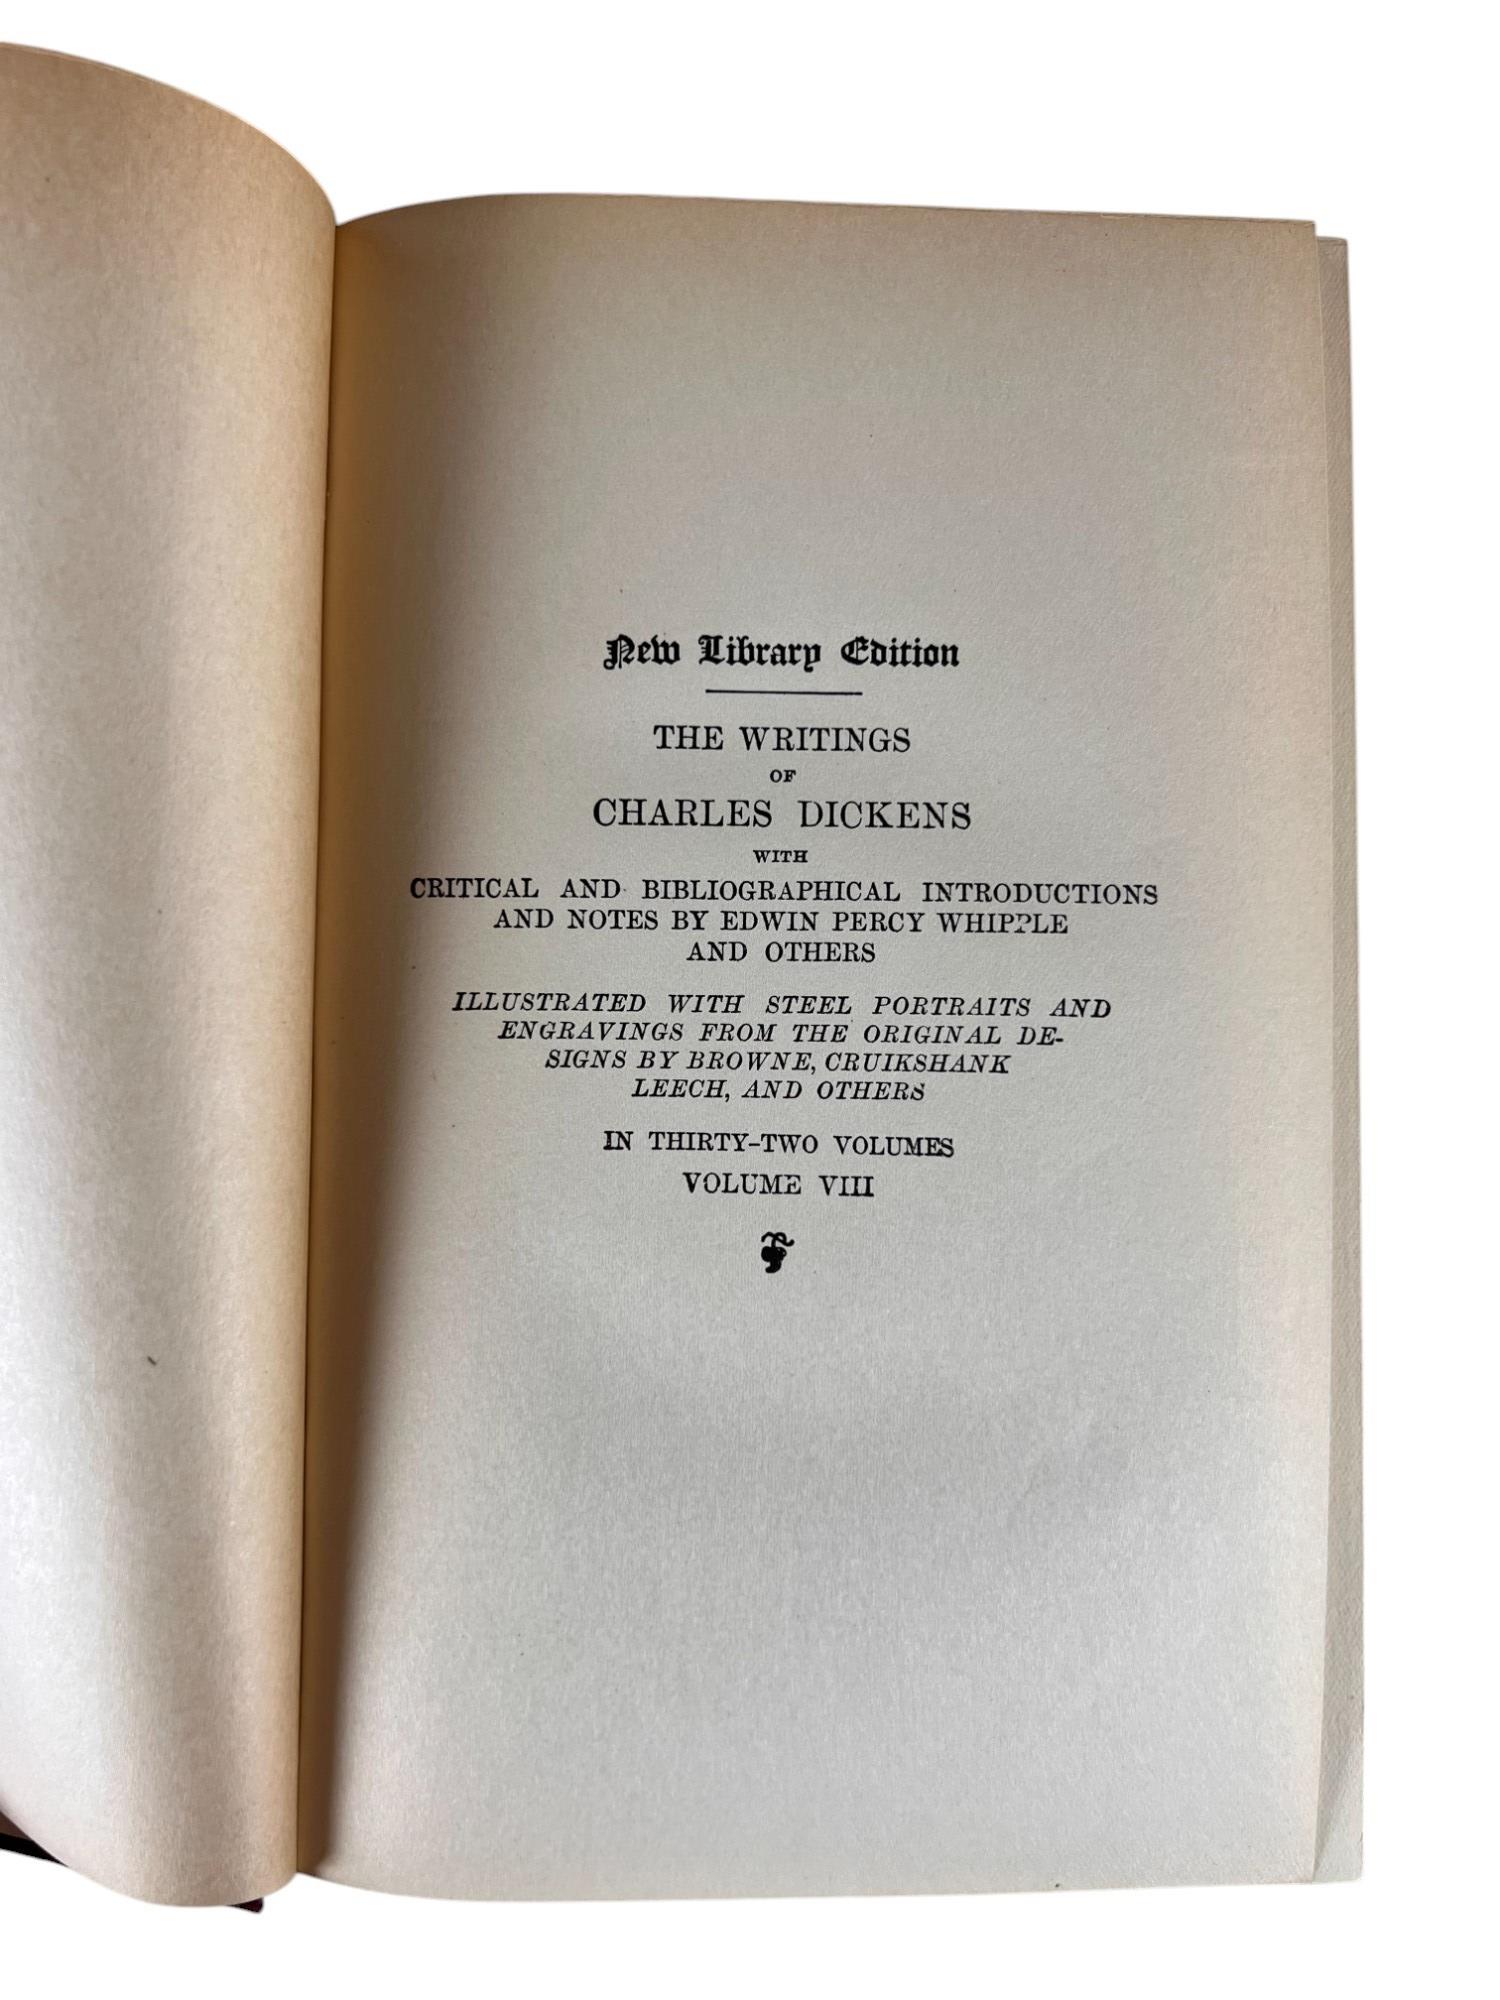 New Library Edition
THE WRITINGS
OF
CHARLES DICKENS
WITH
CRITICAL AND BIBLIOGRAPHICAL INTRODUCTIONS
AND NOTES BY EDWIN PERCY WHIPPLE
AND OTHERS
ILLUSTRATED WITH STEEL PORTRAITS AND
ENGRAVINGS FROM THE ORIGINAL DE-
SIGNS BY BROWNE, CRUIKSHANK
LEECH, AND OTHERS
IN THIRTY-TWO VOLUMES
VOLUME VIII